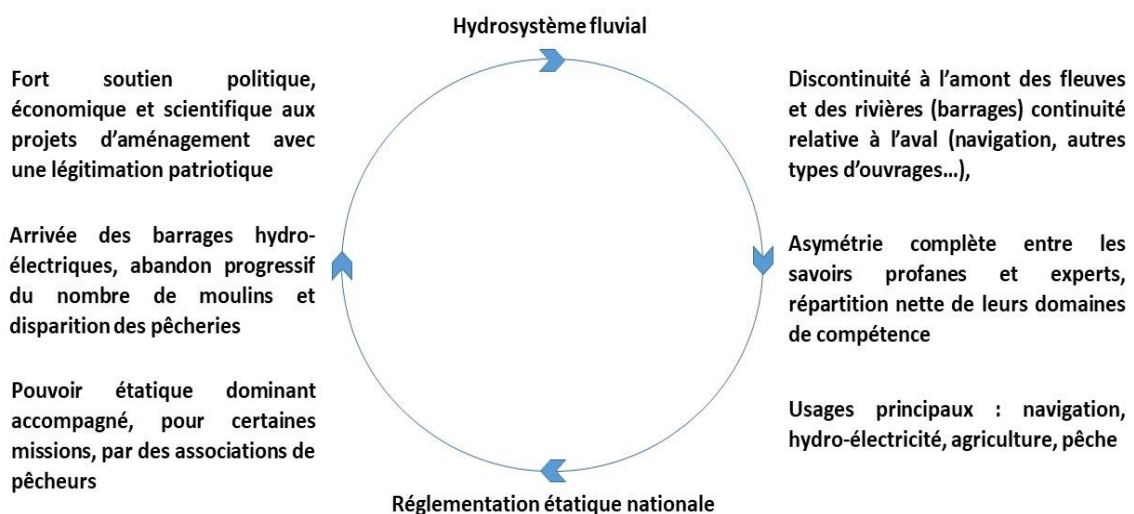 Hydrosystème fluvial
Fort soutien politique,
économique et scientifique aux
projets d'aménagement avec
une légitimation patriotique
Arrivée des barrages hydro-
électriques, abandon progressif
du nombre de moulins et
disparition des pêcheries
Pouvoir étatique dominant
accompagné, pour certaines
missions, par des associations de
pêcheurs
Discontinuité à l'amont des fleuves
et des rivières (barrages) continuité
relative à l'aval (navigation, autres
types d'ouvrages…),
Asymétrie complète entre les
savoirs profanes et experts,
répartition nette de leurs domaines
de compétence
Usages principaux : navigation,
hydro-électricité, agriculture, pêche
Réglementation étatique nationale